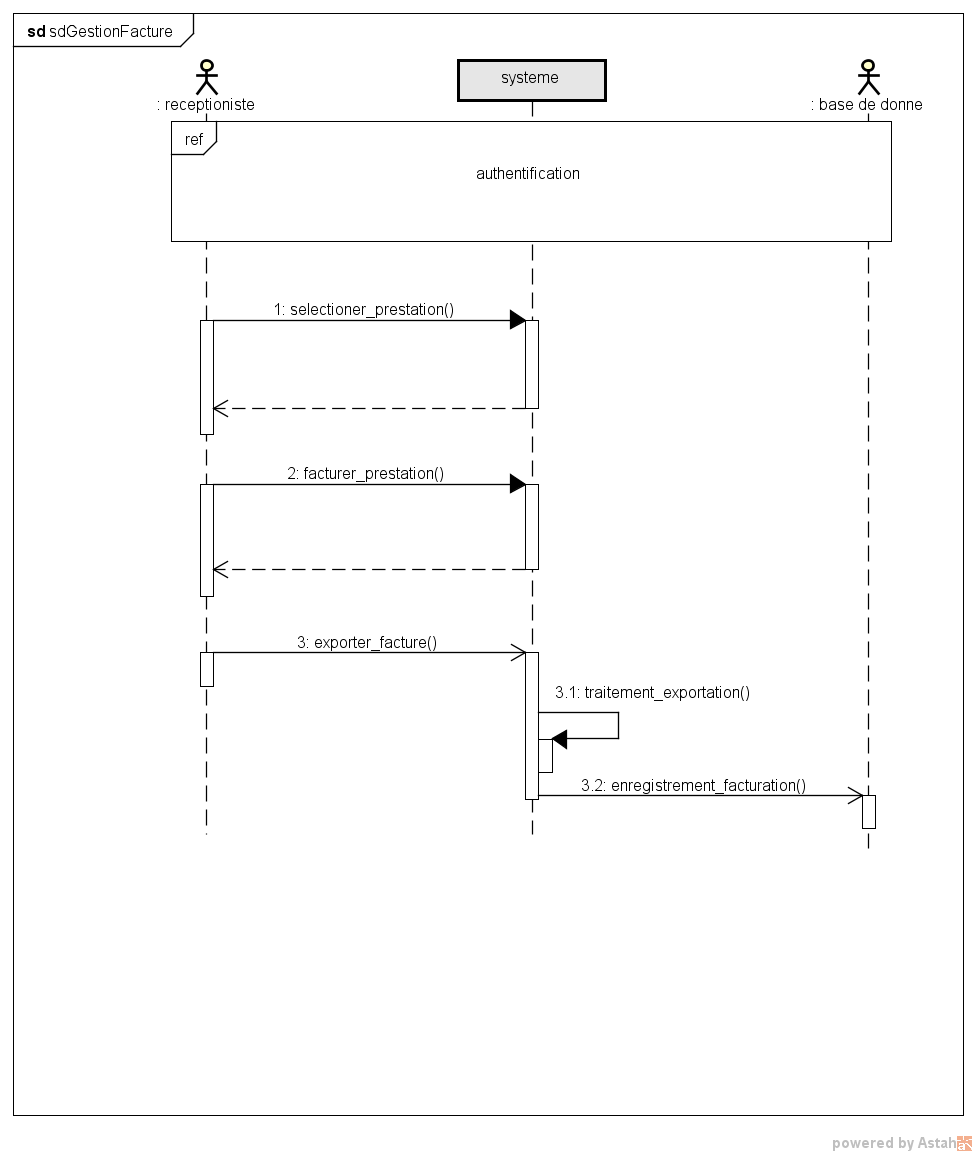 sd sdGestionFacture
: receptioniste
systeme
: base de donne
ref
authentification
1: selectioner_prestation()
2: facturer_prestation()
3: exporter_facture()
3.1: traitement_exportation()
3.2: enregistrement_facturation()
powered by Astah